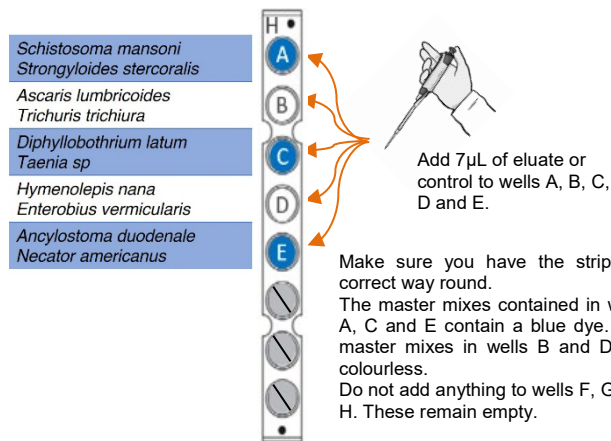 H
Schistosoma mansoni
Strongyloides stercoralis
A
Ascaris lumbricoides
Trichuris trichiura
B
Diphyllobothrium latum
Taenia sp
C
Hymenolepis nana
Enterobius vermicularis
D
Ancylostoma duodenale
Necator americanus
E
Add 7µL of eluate or
control to wells A, B, C,
D and E.
Make sure you have the strip
correct way round.
The master mixes contained in w
A, C and E contain a blue dye.
master mixes in wells B and D
colourless.
Do not add anything to wells F, G
H. These remain empty.